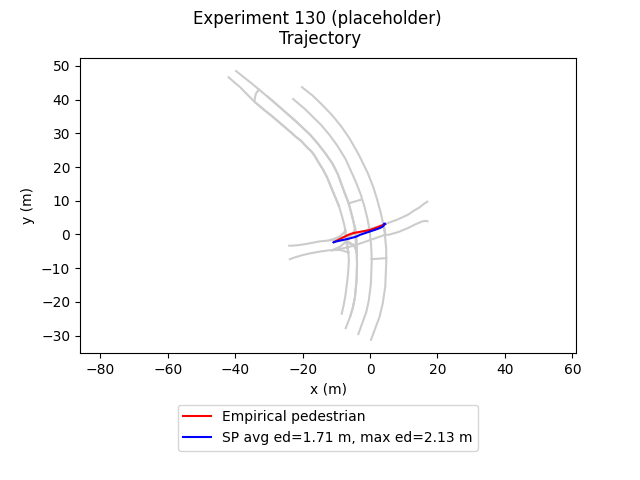 Experiment 130 (placeholder)
Trajectory
y (m)
50
40
30
20
10
0
−10
−20
−30
−80 −60 −40 −20 0 20 40 60
x (m)
Empirical pedestrian
SP avg ed=1.71 m, max ed=2.13 m